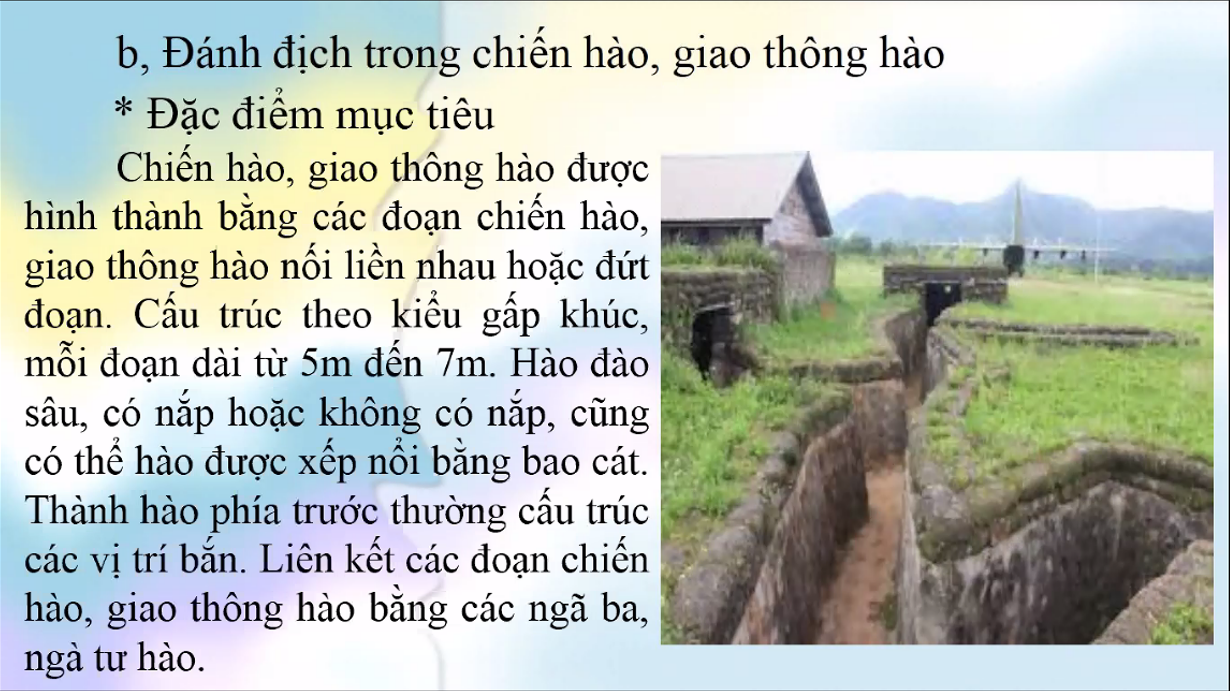 b, Đánh địch trong chiến hào, giao thông hào
* Đặc điểm mục tiêu
Chiến hào, giao thông hào được
hình thành bằng các đoạn chiến hào,
giao thông hào nối liền nhau hoặc đứt
đoạn. Cấu trúc theo kiểu gấp khúc,
mỗi đoạn dài từ 5m đến 7m. Hào đào
sâu, có nắp hoặc không có nắp, cũng
có thể hào được xếp nổi bằng bao cát.
Thành hào phía trước thường cấu trúc
các vị trí bắn. Liên kết các đoạn chiến
hào, giao thông hào bằng các ngã ba,
ngà tư hào.